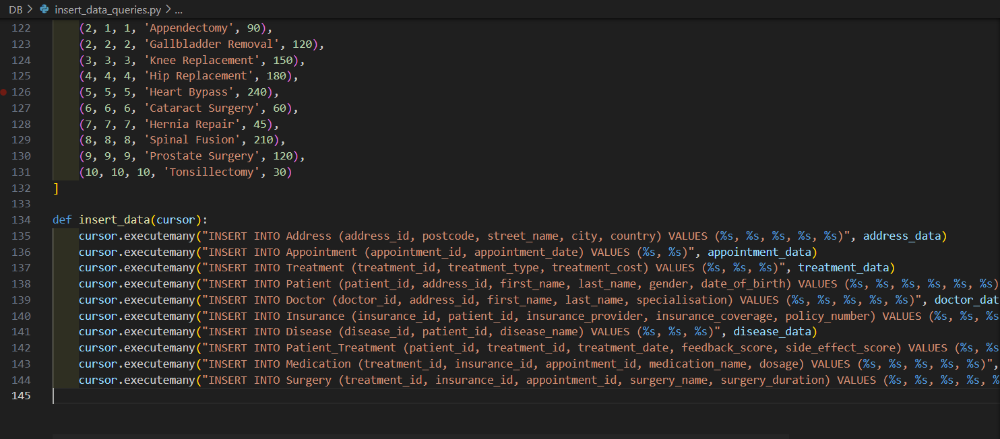 DB > insert_data_queries.py > ...
122 (2, 1, 1, 'Appendectomy', 90),
123 (2, 2, 2, 'Gallbladder Removal', 120),
124 (3, 3, 3, 'Knee Replacement', 150),
125 (4, 4, 4, 'Hip Replacement', 180),
126 (5, 5, 5, 'Heart Bypass', 240),
127 (6, 6, 6, 'Cataract Surgery', 60),
128 (7, 7, 7, 'Hernia Repair', 45),
129 (8, 8, 8, 'Spinal Fusion', 210),
130 (9, 9, 9, 'Prostate Surgery', 120),
131 (10, 10, 10, 'Tonsillectomy', 30)
132 ]
133
134 def insert_data(cursor):
135 cursor.executemany("INSERT INTO Address (address_id, postcode, street_name, city, country) VALUES (%s, %s, %s, %s, %s)", address_data)
136 cursor.executemany("INSERT INTO Appointment (appointment_id, appointment_date) VALUES (%s, %s)", appointment_data)
137 cursor.executemany("INSERT INTO Treatment (treatment_id, treatment_type, treatment_cost) VALUES (%s, %s, %s)", treatment_data)
138 cursor.executemany("INSERT INTO Patient (patient_id, address_id, first_name, last_name, gender, date_of_birth) VALUES (%s, %s, %s, %s, %s, %s)
139 cursor.executemany("INSERT INTO Doctor (doctor_id, address_id, first_name, last_name, specialisation) VALUES (%s, %s, %s, %s, %s)", doctor_dat
140 cursor.executemany("INSERT INTO Insurance (insurance_id, patient_id, insurance_provider, insurance_coverage, policy_number) VALUES (%s, %s, %s
141 cursor.executemany("INSERT INTO Disease (disease_id, patient_id, disease_name) VALUES (%s, %s, %s)", disease_data)
142 cursor.executemany("INSERT INTO Patient_Treatment (patient_id, treatment_id, treatment_date, feedback_score, side_effect_score) VALUES (%s, %s
143 cursor.executemany("INSERT INTO Medication (treatment_id, insurance_id, appointment_id, medication_name, dosage) VALUES (%s, %s, %s, %s, %s)",
144 cursor.executemany("INSERT INTO Surgery (treatment_id, insurance_id, appointment_id, surgery_name, surgery_duration) VALUES (%s, %s, %s, %s, %
145